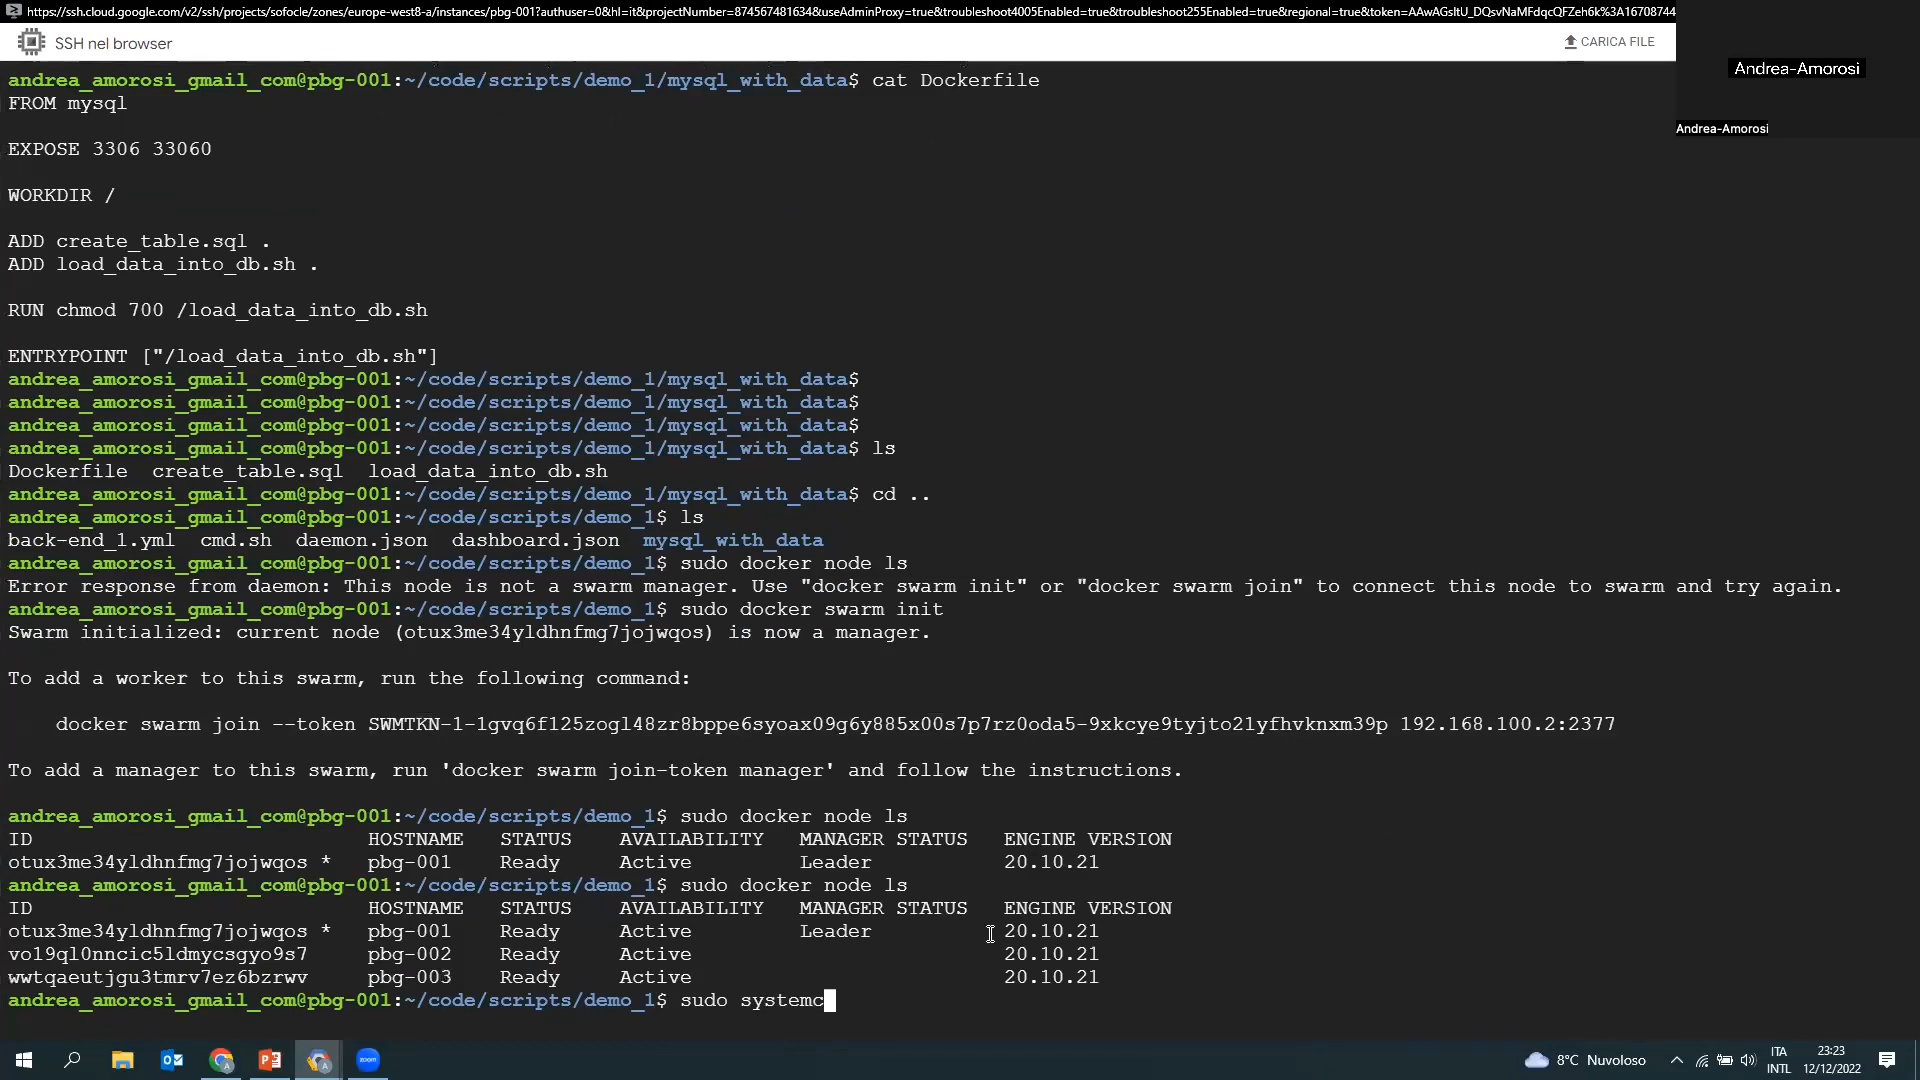 https://ssh.cloud.google.com/v2/ssh/projects/sofocle/zones/europe-west8-a/instances/pbg-001?authuser=0&hl=it&projectNumber=874567481634&useAdminProxy=true&troubleshoot4005Enabled=true&troubleshoot255Enabled=true&regional=true&token=AAwAGsltU_DQsvNaMFdqcQFZeh6k%3A16708744
SSH nel browser
CARICA FILE
Andrea-Amorosi
Andrea-Amorosi
andrea_amorosi_gmail_com@pbg-001:~/code/scripts/demo_1/mysql_with_data$ cat Dockerfile
FROM mysql
EXPOSE 3306 33060
WORKDIR /
ADD create_table.sql .
ADD load_data_into_db.sh .
RUN chmod 700 /load_data_into_db.sh
ENTRYPOINT ["/load_data_into_db.sh"]
andrea_amorosi_gmail_com@pbg-001:~/code/scripts/demo_1/mysql_with_data$
andrea_amorosi_gmail_com@pbg-001:~/code/scripts/demo_1/mysql_with_data$
andrea_amorosi_gmail_com@pbg-001:~/code/scripts/demo_1/mysql_with_data$
andrea_amorosi_gmail_com@pbg-001:~/code/scripts/demo_1/mysql_with_data$ ls
Dockerfile  create_table.sql  load_data_into_db.sh
andrea_amorosi_gmail_com@pbg-001:~/code/scripts/demo_1/mysql_with_data$ cd ..
andrea_amorosi_gmail_com@pbg-001:~/code/scripts/demo_1$ ls
back-end_1.yml  cmd.sh  daemon.json  dashboard.json  mysql_with_data
andrea_amorosi_gmail_com@pbg-001:~/code/scripts/demo_1$ sudo docker node ls
Error response from daemon: This node is not a swarm manager. Use "docker swarm init" or "docker swarm join" to connect this node to swarm and try again.
andrea_amorosi_gmail_com@pbg-001:~/code/scripts/demo_1$ sudo docker swarm init
Swarm initialized: current node (otux3me34yldhnfmg7jojwqos) is now a manager.
To add a worker to this swarm, run the following command:
docker swarm join --token SWMTKN-1-1gvq6f125zogl48zr8bppe6syoax09g6y885x00s7p7rz0oda5-9xkcye9tyjto21yfhvknxm39p 192.168.100.2:2377
To add a manager to this swarm, run 'docker swarm join-token manager' and follow the instructions.
andrea_amorosi_gmail_com@pbg-001:~/code/scripts/demo_1$ sudo docker node ls
ID HOSTNAME STATUS AVAILABILITY MANAGER STATUS ENGINE VERSION
otux3me34yldhnfmg7jojwqos * pbg-001 Ready Active Leader 20.10.21
andrea_amorosi_gmail_com@pbg-001:~/code/scripts/demo_1$ sudo docker node ls
ID HOSTNAME STATUS AVAILABILITY MANAGER STATUS ENGINE VERSION
otux3me34yldhnfmg7jojwqos * pbg-001 Ready Active Leader 20.10.21
vo19ql0nncic5ldmycsgyo9s7 pbg-002 Ready Active 20.10.21
wwtqaeutjgu3tmrv7ez6bzrwv pbg-003 Ready Active 20.10.21
andrea_amorosi_gmail_com@pbg-001:~/code/scripts/demo_1$ sudo systemc
zoom
8°C Nuvoloso
ITA
INTL
23:23
12/12/2022